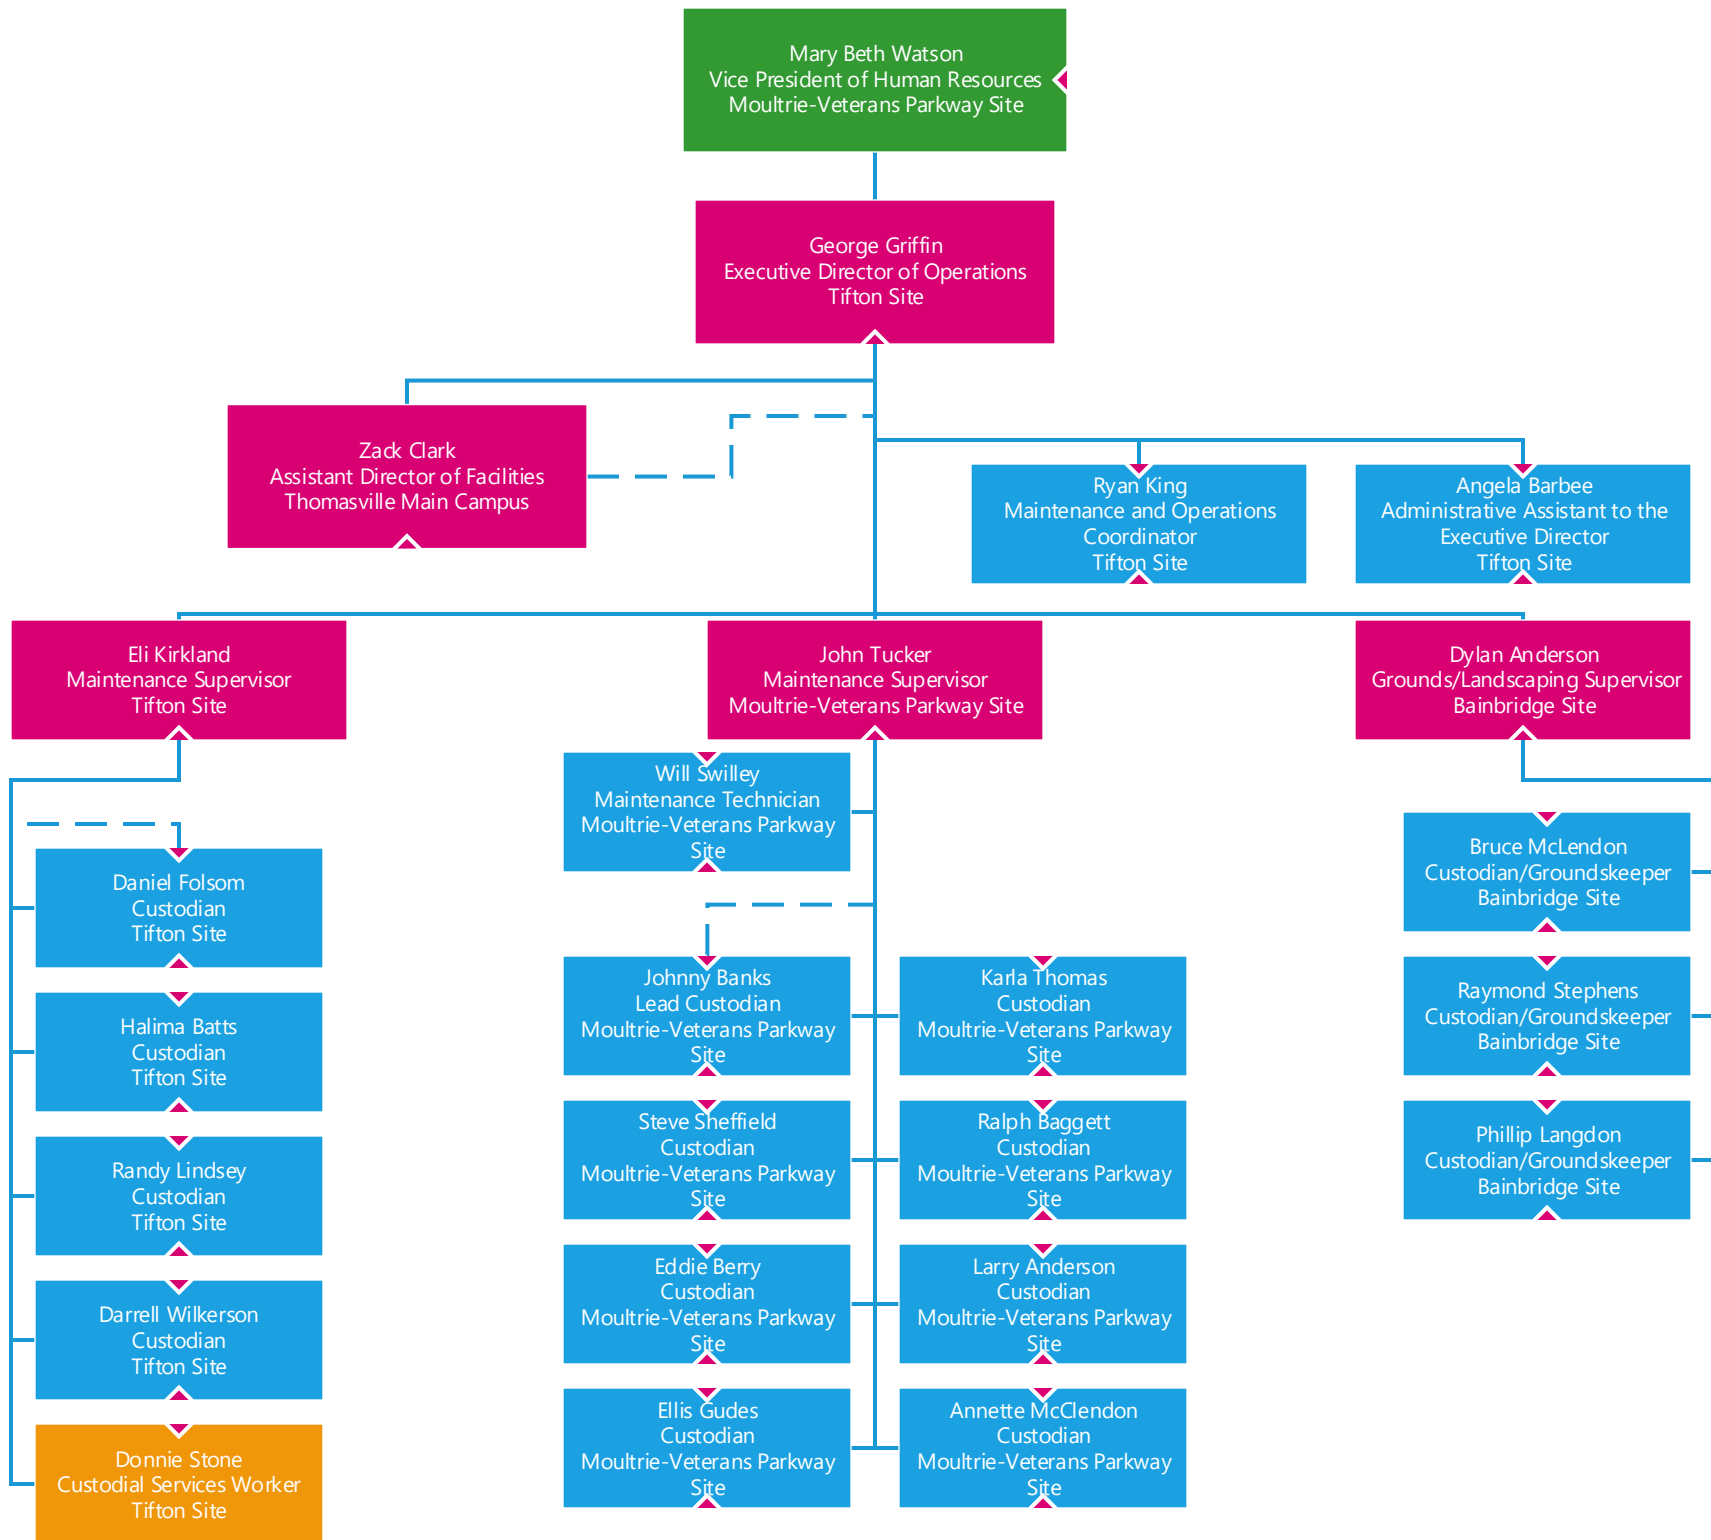 Mary Beth Watson
Vice President of Human Resources
Moultrie-Veterans Parkway Site
George Griffin
Executive Director of Operations
Tifton Site
Zack Clark
Assistant Director of Facilities
Thomasville Main Campus
Ryan King
Maintenance and Operations
Coordinator
Tifton Site
Angela Barbee
Administrative Assistant to the
Executive Director
Tifton Site
Eli Kirkland
Maintenance Supervisor
Tifton Site
John Tucker
Maintenance Supervisor
Moultrie-Veterans Parkway Site
Dylan Anderson
Grounds/Landscaping Supervisor
Bainbridge Site
Daniel Folsom
Custodian
Tifton Site
Halima Batts
Custodian
Tifton Site
Randy Lindsey
Custodian
Tifton Site
Darrell Wilkerson
Custodian
Tifton Site
Donnie Stone
Custodial Services Worker
Tifton Site
Will Swilley
Maintenance Technician
Moultrie-Veterans Parkway
Site
Johnny Banks
Lead Custodian
Moultrie-Veterans Parkway
Site
Karla Thomas
Custodian
Moultrie-Veterans Parkway
Site
Steve Sheffield
Custodian
Moultrie-Veterans Parkway
Site
Ralph Baggett
Custodian
Moultrie-Veterans Parkway
Site
Eddie Berry
Custodian
Moultrie-Veterans Parkway
Site
Larry Anderson
Custodian
Moultrie-Veterans Parkway
Site
Ellis Gudes
Custodian
Moultrie-Veterans Parkway
Site
Annette McClendon
Custodian
Moultrie-Veterans Parkway
Site
Bruce McLendon
Custodian/Groundskeeper
Bainbridge Site
Raymond Stephens
Custodian/Groundskeeper
Bainbridge Site
Phillip Langdon
Custodian/Groundskeeper
Bainbridge Site